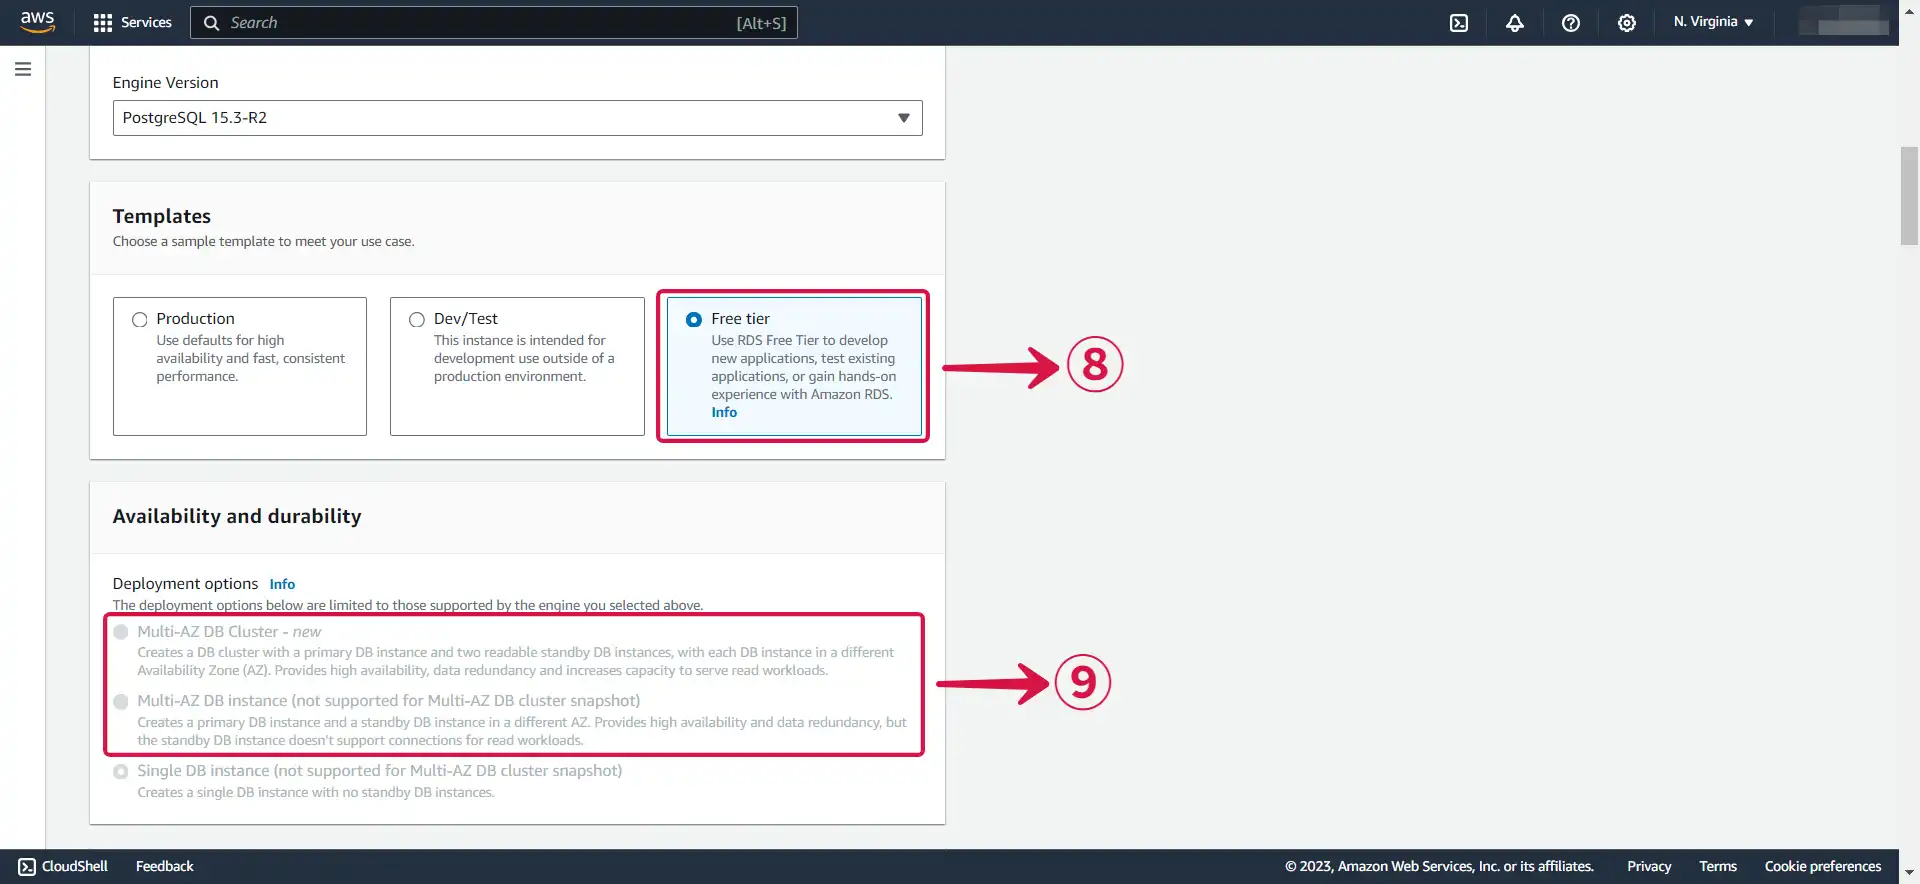 aws
Services
Search
[Alt+S]
N. Virginia
Engine Version
PostgreSQL 15.3-R2
Templates
Choose a sample template to meet your use case.
Production
Use defaults for high
availability and fast, consistent
performance.
Dev/Test
This instance is intended for
development use outside of a
production environment.
Free tier
Use RDS Free Tier to develop
new applications, test existing
applications, or gain hands-on
experience with Amazon RDS.
Info
8
Availability and durability
Deployment options Info
The deployment options below are limited to those supported by the engine you selected above.
Multi-AZ DB Cluster - new
Creates a DB cluster with a primary DB instance and two readable standby DB instances, with each DB instance in a different
Availability Zone (AZ). Provides high availability, data redundancy and increases capacity to serve read workloads.
Multi-AZ DB instance (not supported for Multi-AZ DB cluster snapshot)
Creates a primary DB instance and a standby DB instance in a different AZ. Provides high availability and data redundancy, but
the standby DB instance doesn't support connections for read workloads.
9
Single DB instance (not supported for Multi-AZ DB cluster snapshot)
Creates a single DB instance with no standby DB instances.
CloudShell
Feedback
© 2023, Amazon Web Services, Inc. or its affiliates.
Privacy
Terms
Cookie preferences